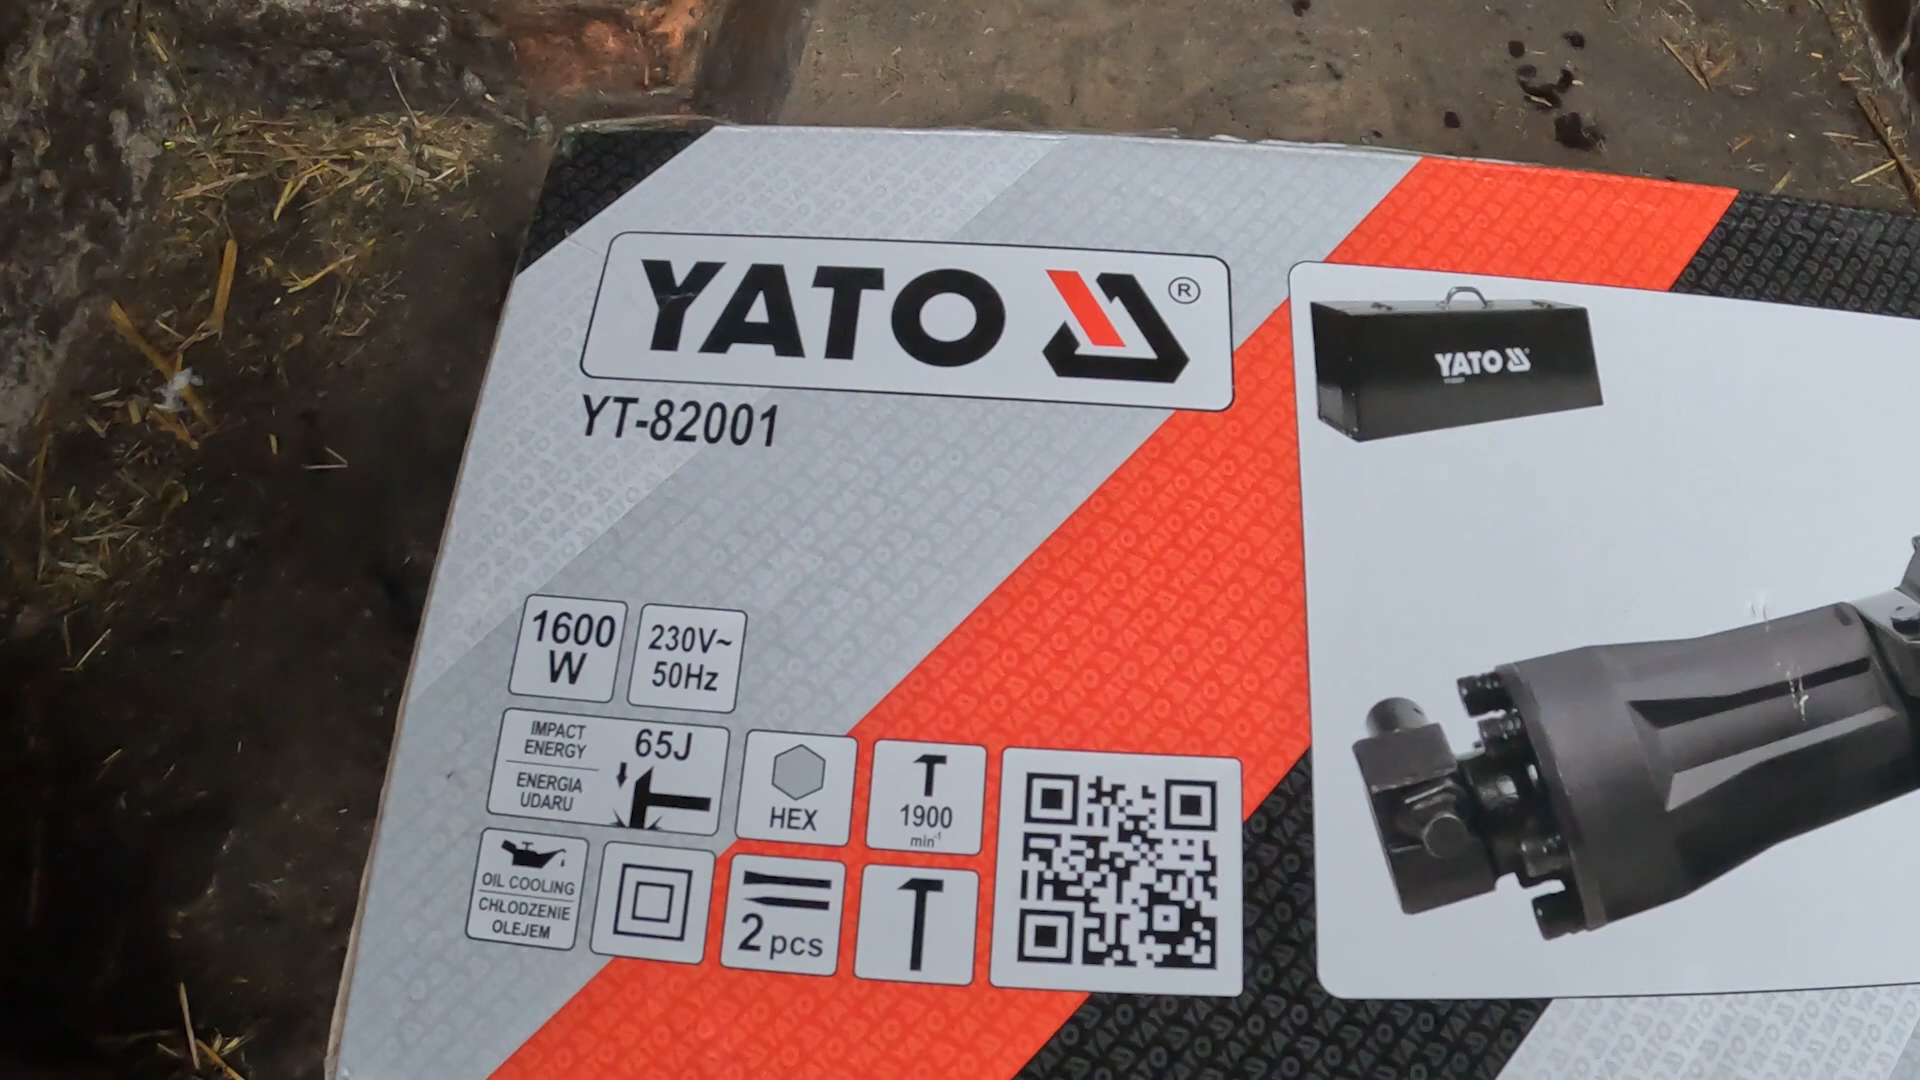 YATO ®
YT-82001
YATO
1600
W
230V~
50Hz
IMPACT
ENERGY
65J
ENERGIA
UDARU
HEX
1900
min-1
OIL COOLING
CHŁODZENIE
OLEJEM
2 pcs